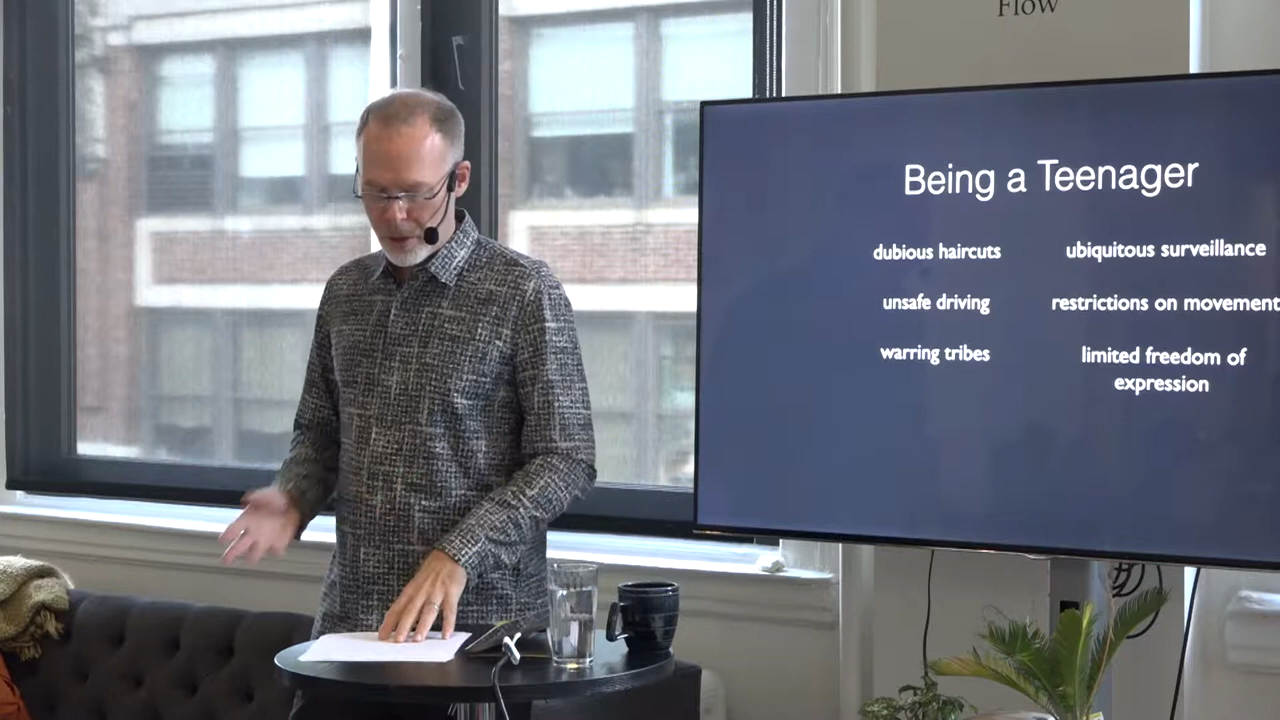 Flow
Being a Teenager
dubious haircuts
ubiquitous surveillance
unsafe driving
restrictions on movement
warring tribes
limited freedom of
expression